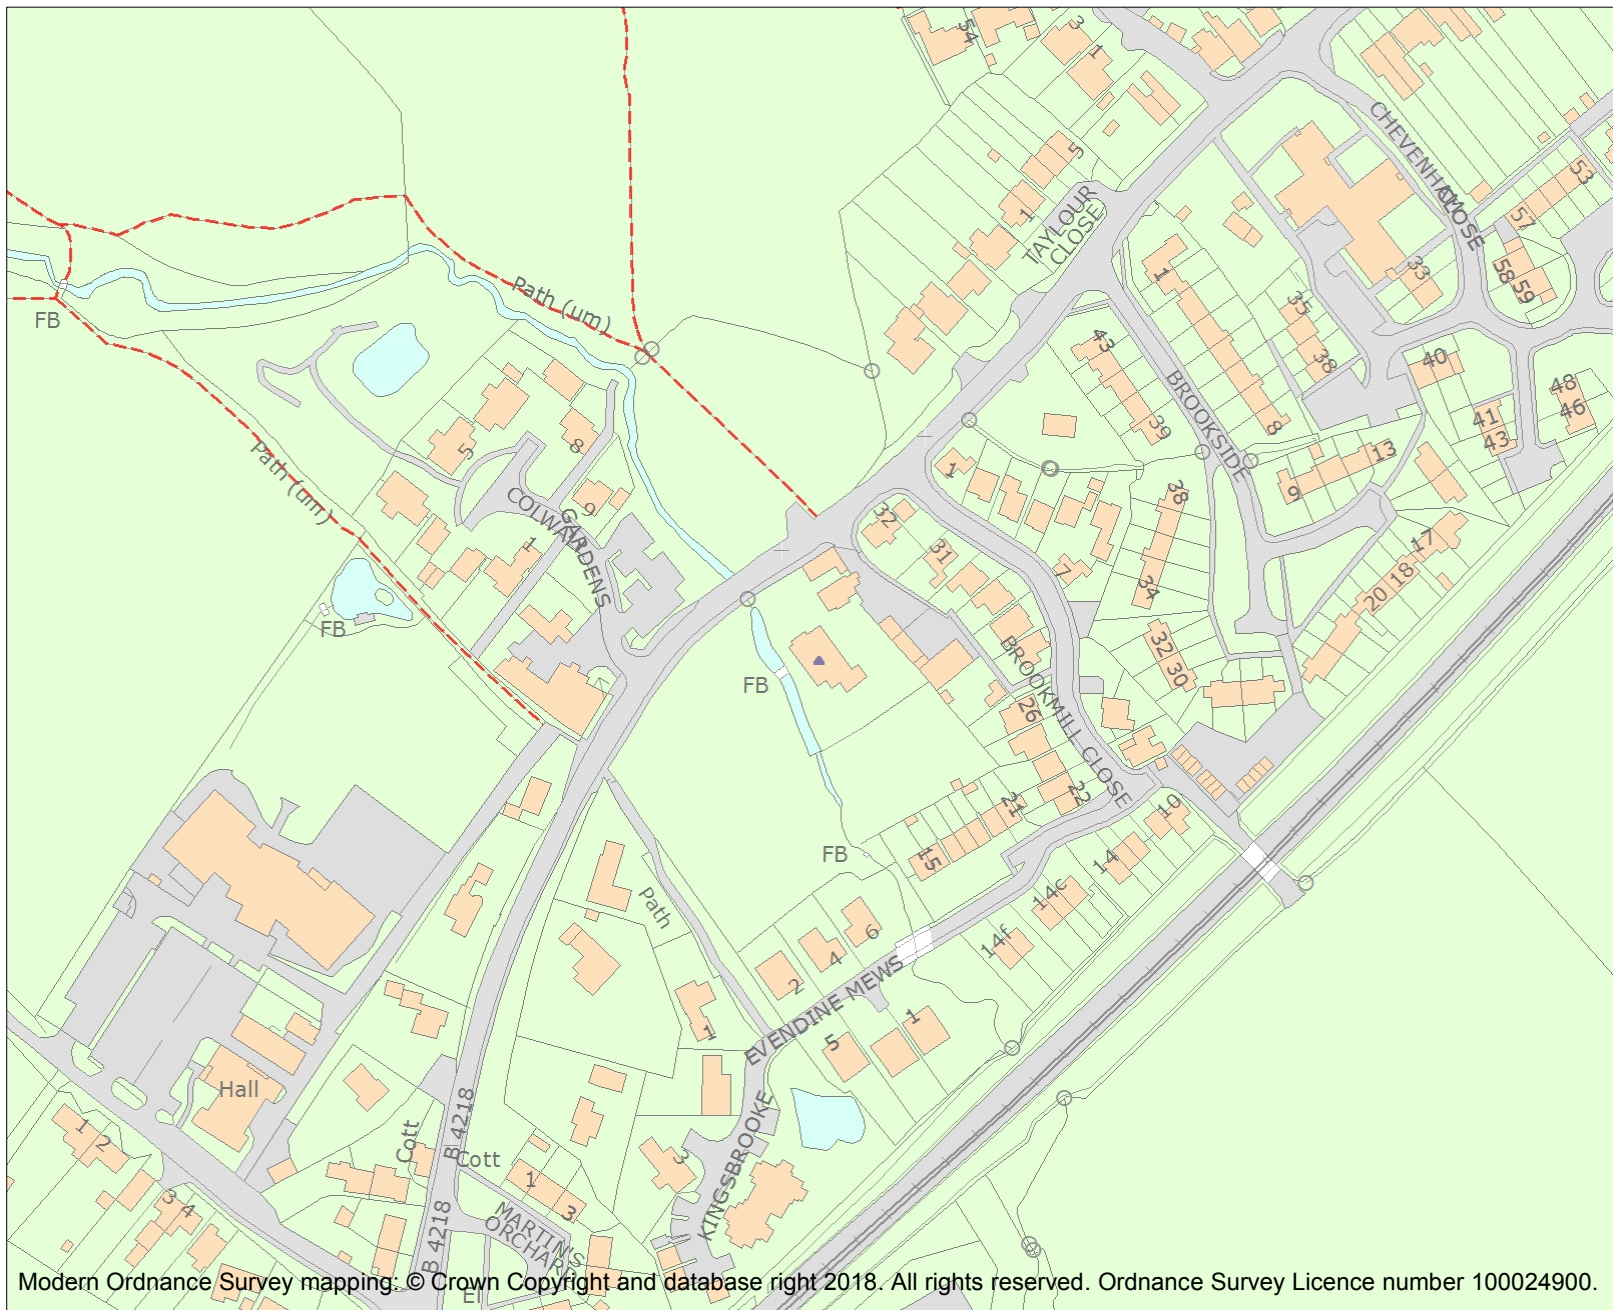 54
3
1
5
1
TAYLOUR
CLOSE
CHEVENHAM
CLOSE
53
57
58
59
33
1
35
38
40
48
46
41
43
43
39
BROOKSIDE
8
13
9
FB
Path (um)
Path (um)
5
8
9
COLWALL
GARDENS
1
FB
1
32
31
7
38
34
17
18
20
32
30
FB
BROOKMILL CLOSE
26
22
21
15
10
14
14c
14f
FB
Path
6
4
2
EVENDINE MEWS
1
5
1
Hall
1
2
3
4
Cott
B 4218
Cott
1
3
3
KINGSBROOKE
MARTIN'S
ORCHARD
B 4218
El
Modern Ordnance Survey mapping: © Crown Copyright and database right 2018. All rights reserved. Ordnance Survey Licence number 100024900.